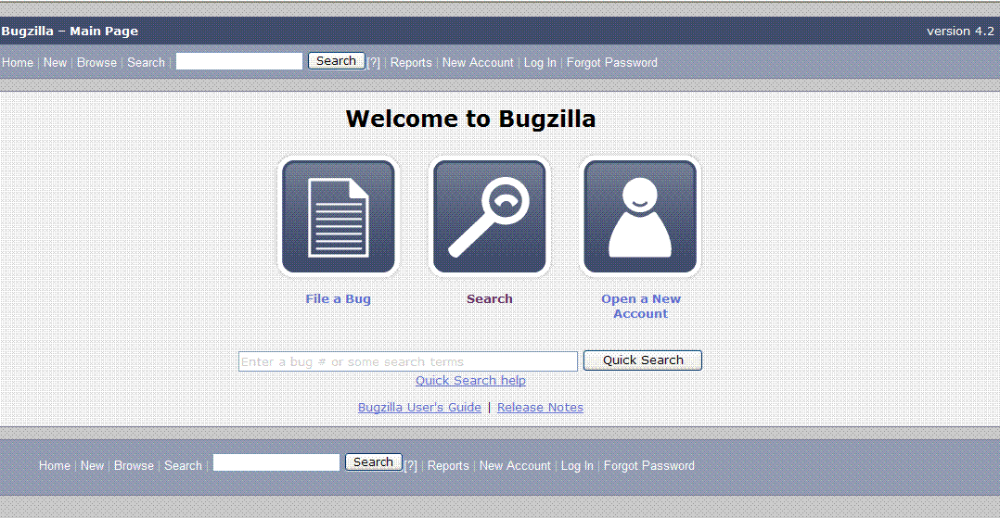 Bugzilla – Main Page version 4.2
Home | New | Browse | Search | Search [?] | Reports | New Account | Log In | Forgot Password
Welcome to Bugzilla
File a Bug Search Open a New
Account
Enter a bug # or some search terms Quick Search
Quick Search help
Bugzilla User's Guide | Release Notes
Home | New | Browse | Search | Search [?] | Reports | New Account | Log In | Forgot Password